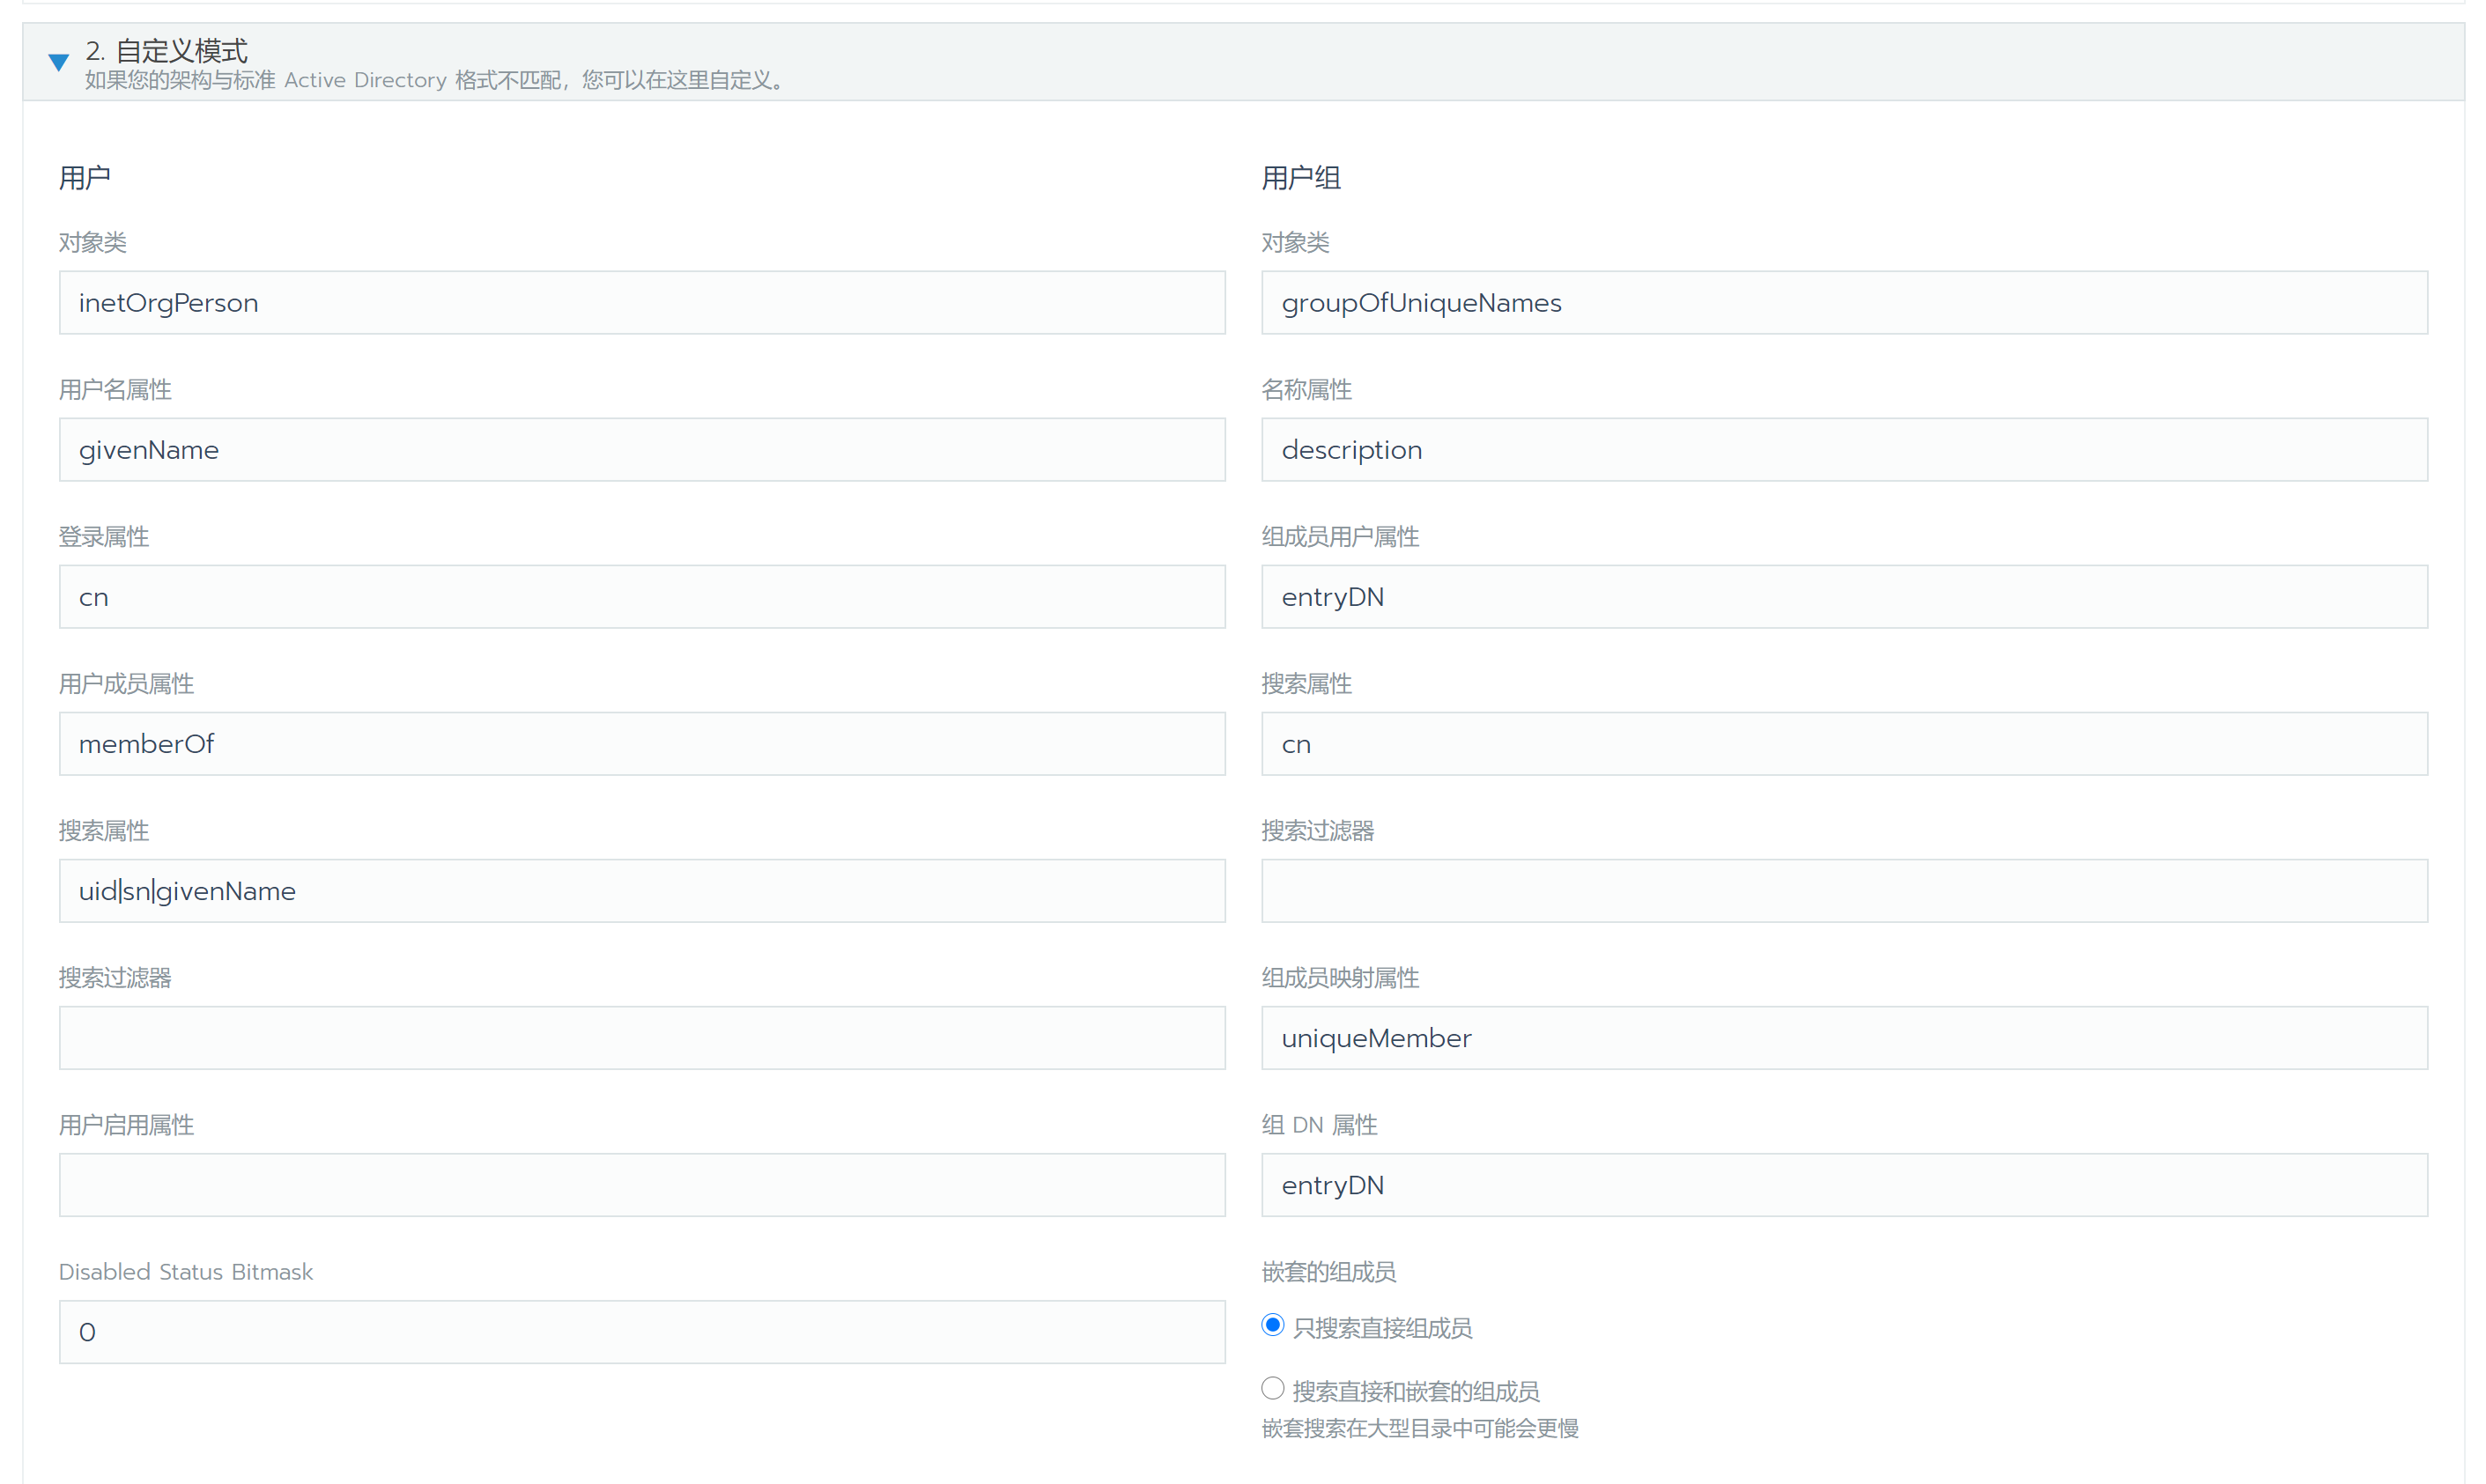 2. 自定义模式
如果您的架构与标准 Active Directory 格式不匹配，您可以在这里自定义。
用户
对象类
inetOrgPerson
用户名属性
givenName
登录属性
cn
用户成员属性
memberOf
搜索属性
uid|sn|givenName
搜索过滤器
用户启用属性
Disabled Status Bitmask
0
用户组
对象类
groupOfUniqueNames
名称属性
description
组成员用户属性
entryDN
搜索属性
cn
搜索过滤器
组成员映射属性
uniqueMember
组 DN 属性
entryDN
嵌套的组成员
只搜索直接组成员
搜索直接和嵌套的组成员
嵌套搜索在大型目录中可能会更慢